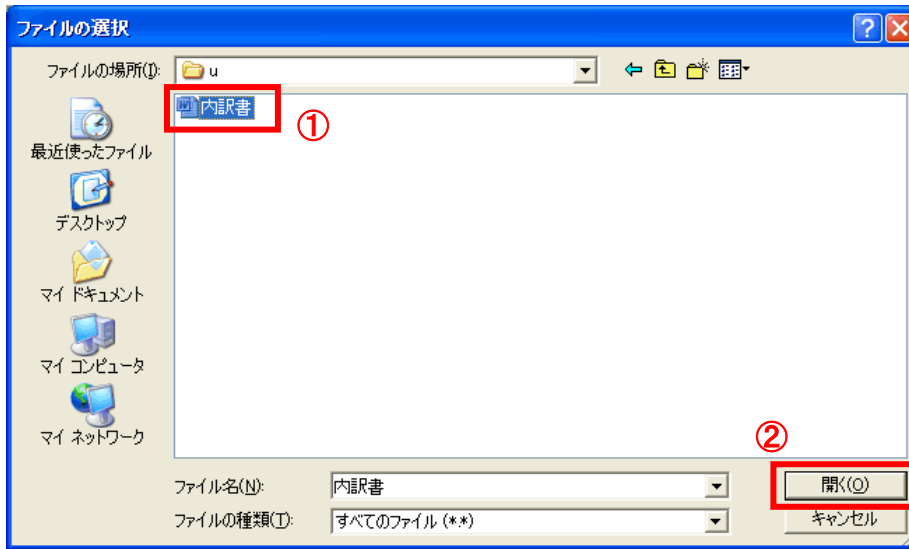 ファイルの選択
ファイルの場所(I):
u
内訳書
①
最近使ったファイル
デスクトップ
マイ ドキュメント
マイ コンピュータ
マイ ネットワーク
②
ファイル名(N):
内訳書
開く(O)
ファイルの種類(T):
すべてのファイル (*.*)
キャンセル